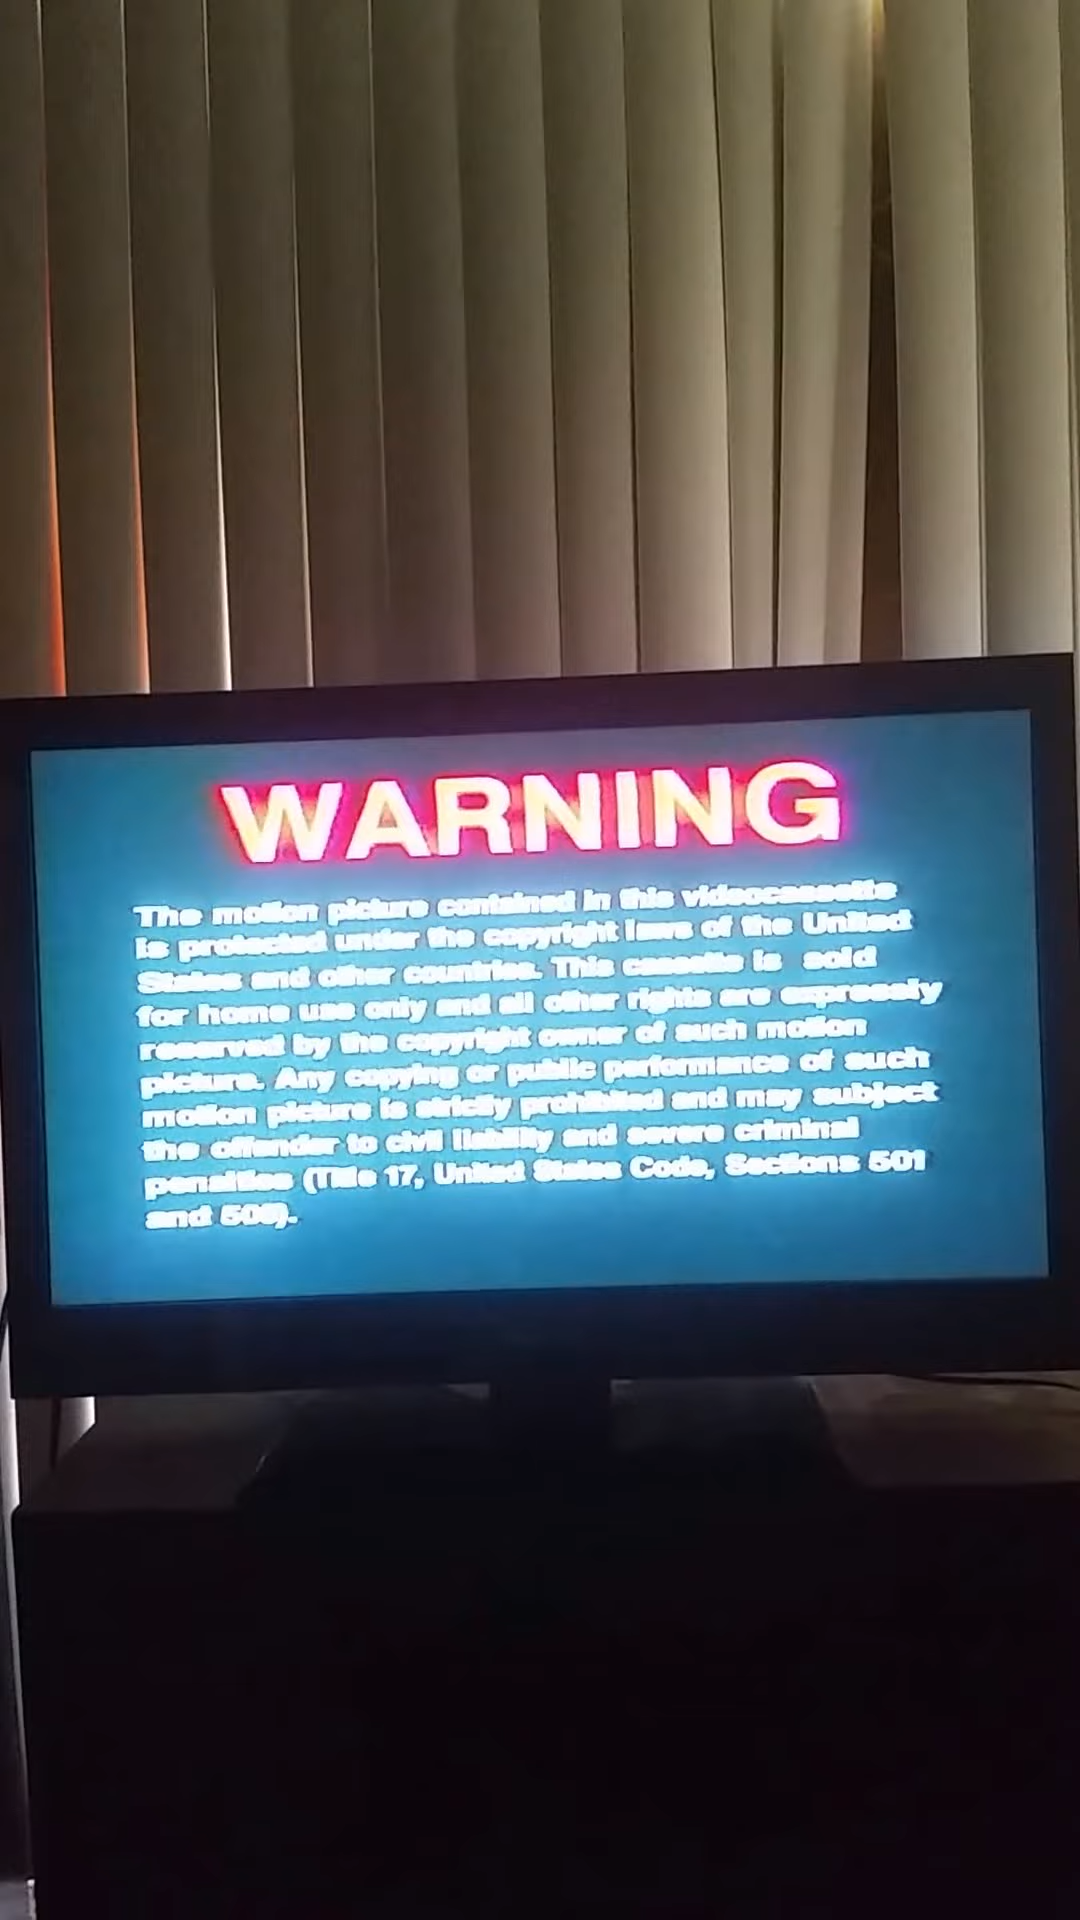 WARNING
The motion picture contained in this videocassette
is protected under the copyright laws of the United
States and other countries. This cassette is sold
for home use only and all other rights are expressly
reserved by the copyright owner of such motion
picture. Any copying or public performance of such
motion picture is strictly prohibited and may subject
the offender to civil liability and severe criminal
penalties (Title 17, United States Code, Sections 501
and 506).